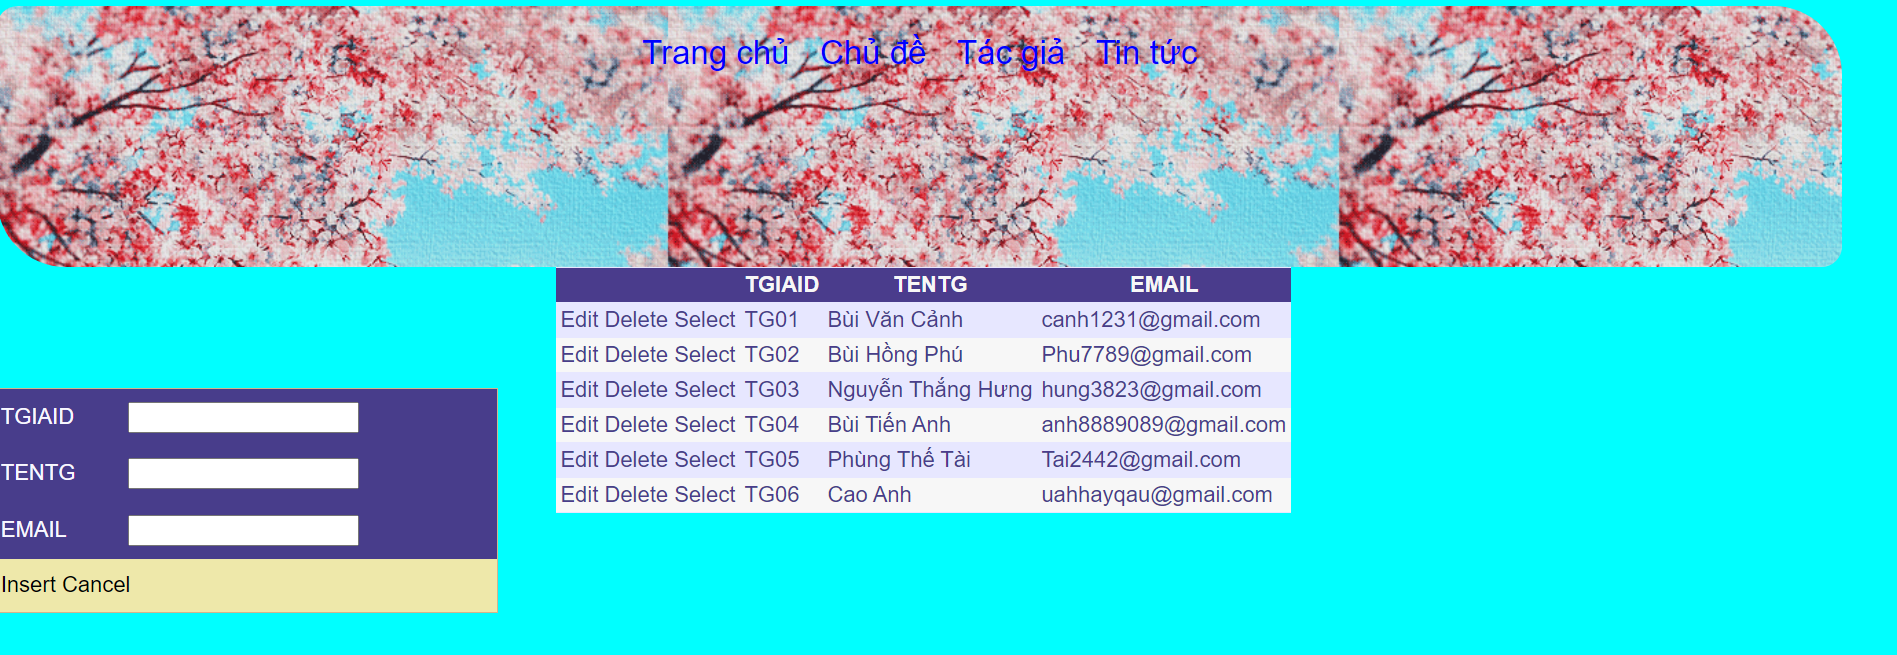 Trang chủ Chủ đề Tác giả Tin tức
TGIAID TENTG EMAIL
Edit Delete Select TG01 Bùi Văn Cảnh canh1231@gmail.com
Edit Delete Select TG02 Bùi Hồng Phú Phu7789@gmail.com
Edit Delete Select TG03 Nguyễn Thắng Hưng hung3823@gmail.com
Edit Delete Select TG04 Bùi Tiến Anh anh8889089@gmail.com
Edit Delete Select TG05 Phùng Thế Tài Tai2442@gmail.com
Edit Delete Select TG06 Cao Anh uahhayqau@gmail.com
TGIAID
TENTG
EMAIL
Insert Cancel